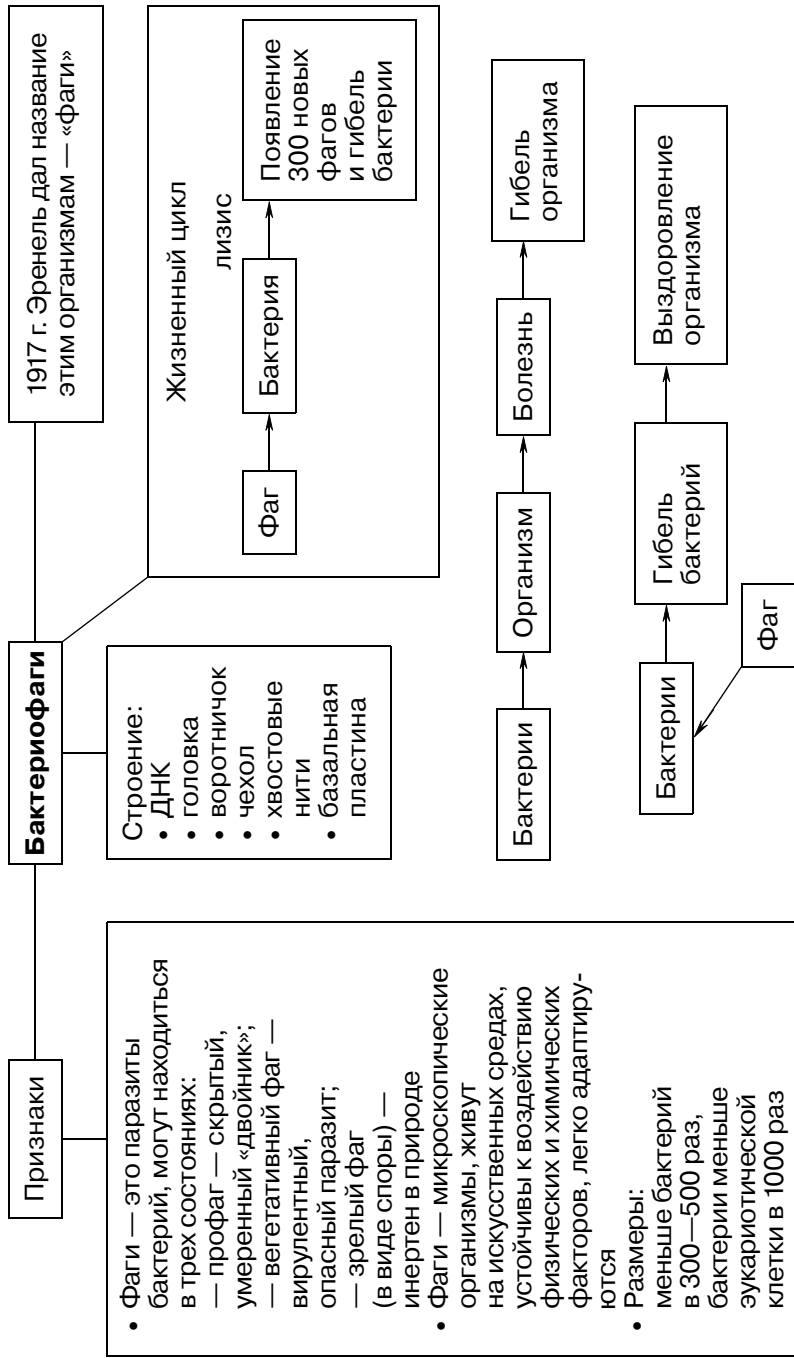 Признаки
Бактериофаги
1917 г. Эренель дал название
этим организмам — «фаги»
• Фаги — это паразиты
бактерий, могут находиться
в трех состояниях:
— профаг — скрытый,
умеренный «двойник»;
— вегетативный фаг —
вирулентный,
опасный паразит;
— зрелый фаг
(в виде споры) —
инертен в природе
• Фаги — микроскопические
организмы, живут
на искусственных средах,
устойчивы к воздействию
физических и химических
факторов, легко адаптиру-
ются
• Размеры:
меньше бактерий
в 300—500 раз,
бактерии меньше
эукариотической
клетки в 1000 раз
Строение:
• ДНК
• головка
• воротничок
• чехол
• хвостовые
нити
• базальная
пластина
Жизненный цикл
лизис
Фаг
Бактерия
Появление
300 новых
фагов
и гибель
бактерии
Бактерии
Организм
Болезнь
Гибель
организма
Бактерии
Гибель
бактерий
Выздоровление
организма
Фаг